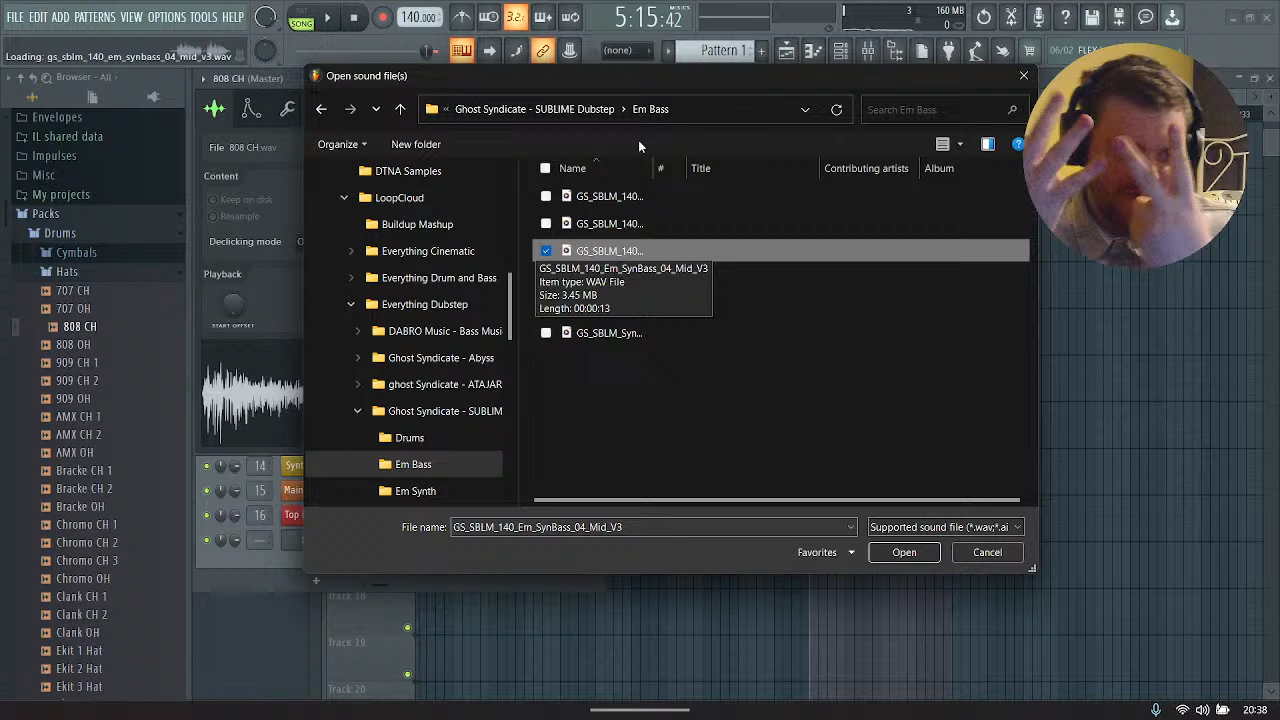 FILE EDIT ADD PATTERNS VIEW OPTIONS TOOLS HELP
SONG
140.000
3.2
5:15:42
M:S:CS
3
160 MB
0
Loading: gs_sblm_140_em_synbass_04_mid_v3.wav
(none)
Pattern 1
06/02 FLEX
Browser - All
808 CH (Master)
Envelopes
IL shared data
Impulses
Misc
My projects
Packs
Drums
Cymbals
Hats
707 CH
707 OH
808 CH
808 OH
909 CH 1
909 CH 2
909 OH
AMX CH 1
AMX CH 2
AMX OH
Bracke CH 1
Bracke CH 2
Bracke OH
Chromo CH 1
Chromo CH 2
Chromo CH 3
Chromo OH
Clank CH 1
Clank CH 2
Clank OH
Ekit 1 Hat
Ekit 2 Hat
Ekit 3 Hat
File 808 CH.wav
Content
Keep on disk
Resample
Declicking mode
Playback
START OFFSET
14 Synt
15 Main
16 Top
Track 18
Track 19
Track 20
Open sound file(s)
Ghost Syndicate - SUBLIME Dubstep > Em Bass
Search Em Bass
Organize
New folder
DTNA Samples
LoopCloud
Buildup Mashup
Everything Cinematic
Everything Drum and Bass
Everything Dubstep
DABRO Music - Bass Musi
Ghost Syndicate - Abyss
ghost Syndicate - ATAJAR
Ghost Syndicate - SUBLIM
Drums
Em Bass
Em Synth
Name # Title Contributing artists Album
GS_SBLM_140...
GS_SBLM_140...
GS_SBLM_140...
GS_SBLM_140_Em_SynBass_04_Mid_V3
Item type: WAV File
Size: 3.45 MB
Length: 00:00:13
GS_SBLM_Syn...
File name: GS_SBLM_140_Em_SynBass_04_Mid_V3
Supported sound file (*.wav;*.ai
Favorites
Open
Cancel
33
20:38